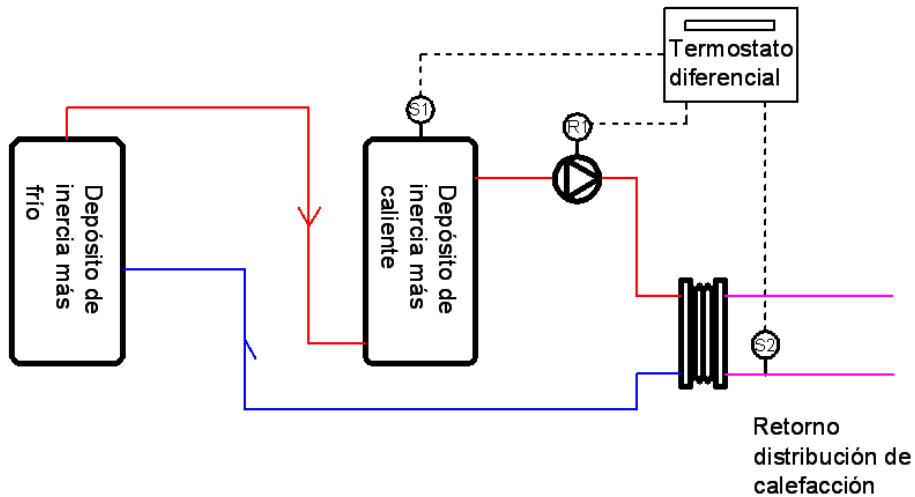 Termostato
diferencial
S1
R1
Depósito de
inercia más
frío
Depósito de
inercia más
caliente
S2
Retorno
distribución de
calefacción